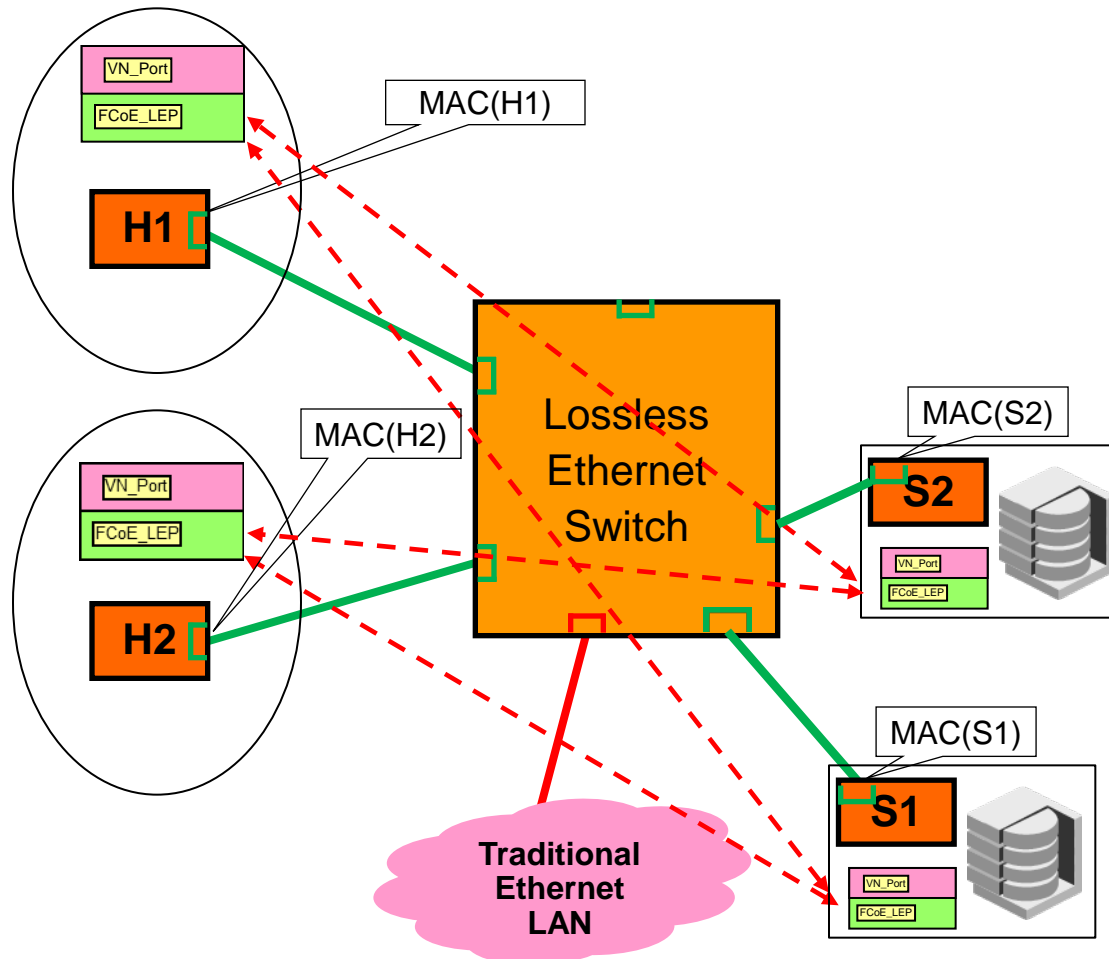 VN_Port
FCoE_LEP
MAC(H1)
H1
Lossless
Ethernet
Switch
MAC(H2)
VN_Port
FCoE_LEP
H2
MAC(S2)
S2
VN_Port
FCoE_LEP
MAC(S1)
S1
VN_Port
FCoE_LEP
Traditional
Ethernet
LAN